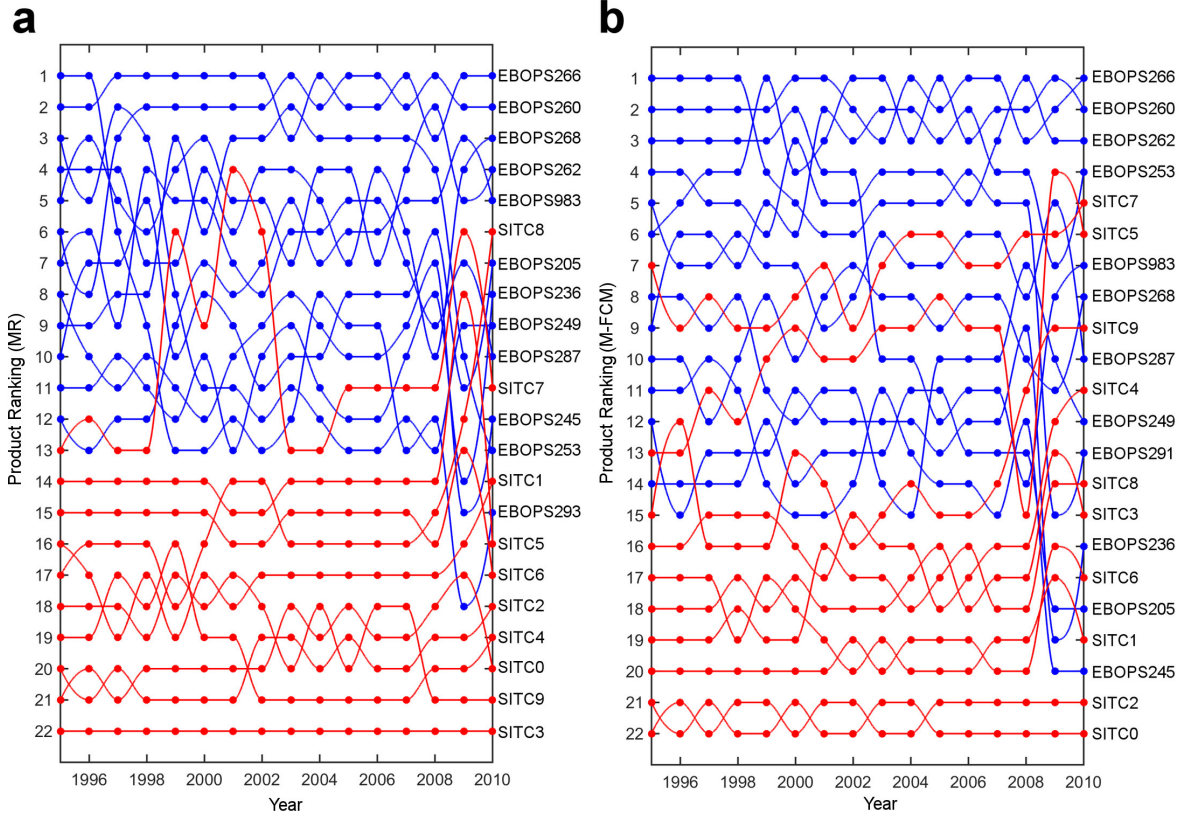 a
Product Ranking (MR)
1
2
3
4
5
6
7
8
9
10
11
12
13
14
15
16
17
18
19
20
21
22
EBOPS266
EBOPS260
EBOPS268
EBOPS262
EBOPS983
SITC8
EBOPS205
EBOPS236
EBOPS249
EBOPS287
SITC7
EBOPS245
EBOPS253
SITC1
EBOPS293
SITC5
SITC6
SITC2
SITC4
SITC0
SITC9
SITC3
1996 1998 2000 2002 2004 2006 2008 2010
Year
b
Product Ranking (M-FCM)
1
2
3
4
5
6
7
8
9
10
11
12
13
14
15
16
17
18
19
20
21
22
EBOPS266
EBOPS260
EBOPS262
EBOPS253
SITC7
SITC5
EBOPS983
EBOPS268
SITC9
EBOPS287
SITC4
EBOPS249
EBOPS291
SITC8
SITC3
EBOPS236
SITC6
EBOPS205
SITC1
EBOPS245
SITC2
SITC0
1996 1998 2000 2002 2004 2006 2008 2010
Year